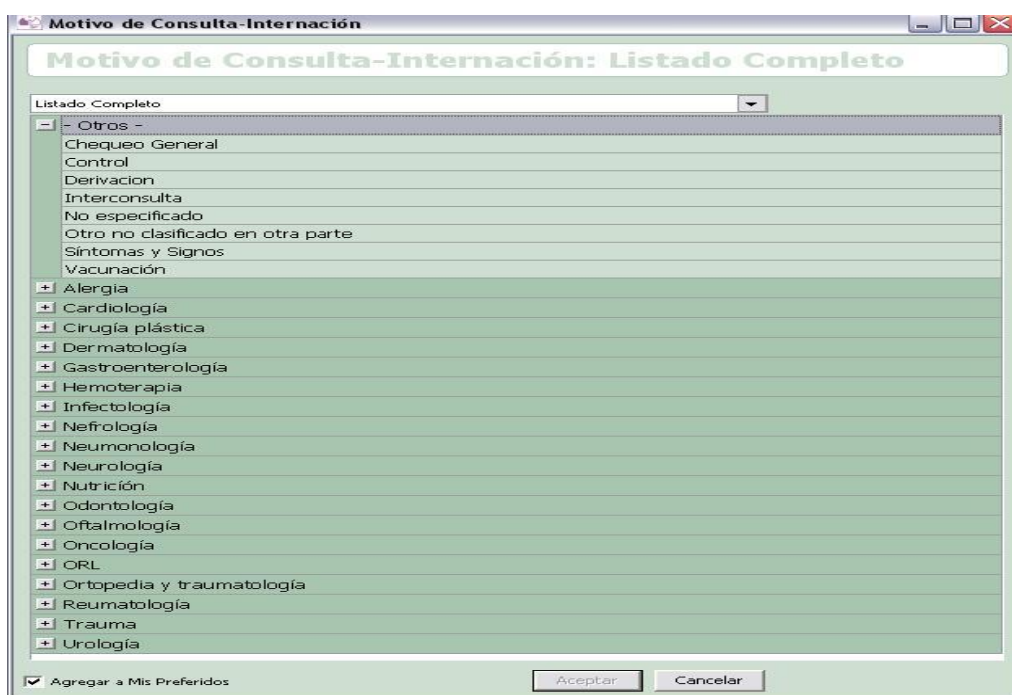 Motivo de Consulta-Internación
Motivo de Consulta-Internación: Listado Completo
Listado Completo
- Otros -
Chequeo General
Control
Derivacion
Interconsulta
No especificado
Otro no clasificado en otra parte
Síntomas y Signos
Vacunación
Alergia
Cardiología
Cirugía plástica
Dermatología
Gastroenterología
Hemoterapia
Infectología
Nefrología
Neumonología
Neurología
Nutrición
Odontología
Oftalmología
Oncología
ORL
Ortopedia y traumatología
Reumatología
Trauma
Urología
Agregar a Mis Preferidos Aceptar Cancelar